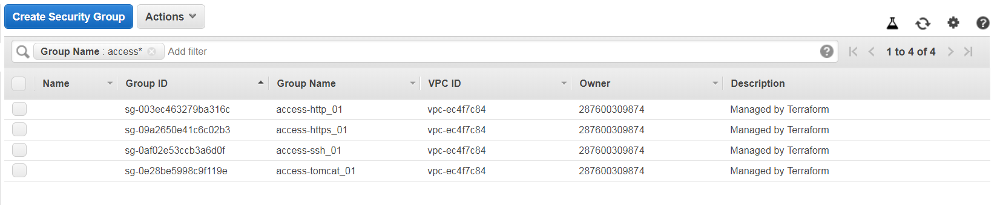 Create Security Group Actions
Group Name : access* Add filter 1 to 4 of 4
Name Group ID Group Name VPC ID Owner Description
sg-003ec463279ba316c access-http_01 vpc-ec4f7c84 287600309874 Managed by Terraform
sg-09a2650e41c6c02b3 access-https_01 vpc-ec4f7c84 287600309874 Managed by Terraform
sg-0af02e53ccb3a6d0f access-ssh_01 vpc-ec4f7c84 287600309874 Managed by Terraform
sg-0e28be5998c9f119e access-tomcat_01 vpc-ec4f7c84 287600309874 Managed by Terraform